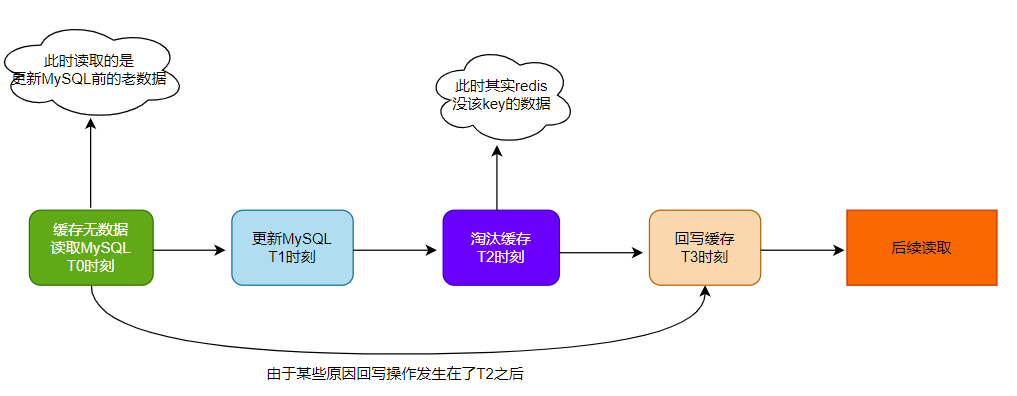 此时读取的是
更新MySQL前的老数据
此时其实redis
没该key的数据
缓存无数据
读取MySQL
T0时刻
更新MySQL
T1时刻
淘汰缓存
T2时刻
回写缓存
T3时刻
后续读取
由于某些原因回写操作发生在了T2之后